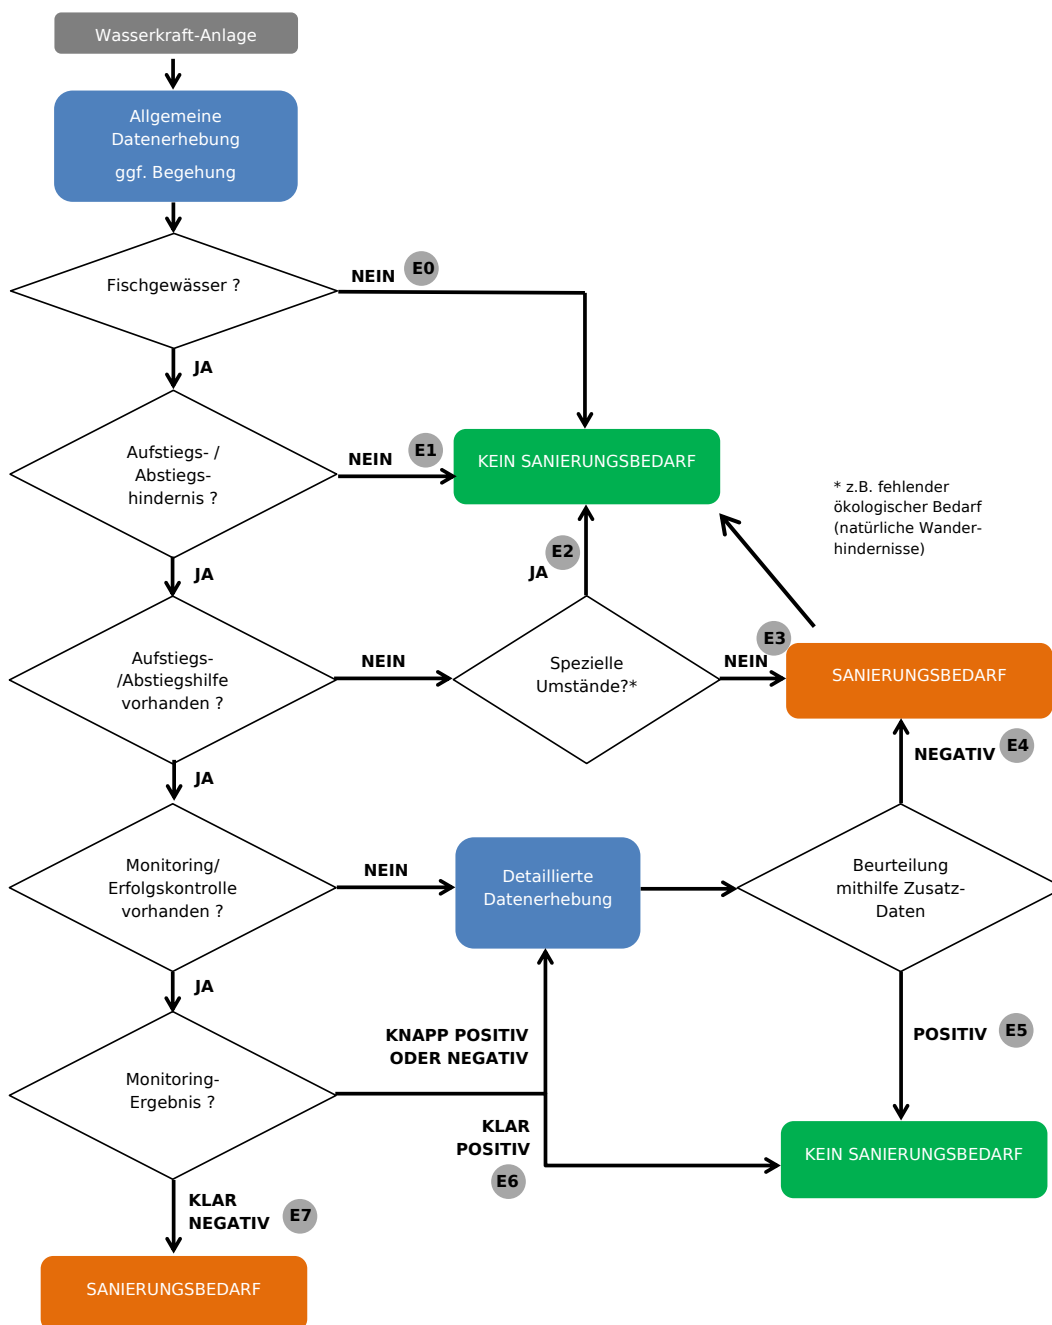 Wasserkraft-Anlage
Allgemeine
Datenerhebung
ggf. Begehung
Fischgewässer ?
NEIN
E0
JA
Aufstiegs- /
Abstiegs-
hindernis ?
NEIN
E1
KEIN SANIERUNGSBEDARF
* z.B. fehlender
ökologischer Bedarf
(natürliche Wander-
hindernisse)
JA
E2
JA
Aufstiegs-
/Abstiegshilfe
vorhanden ?
NEIN
Spezielle
Umstände?*
E3
NEIN
SANIERUNGSBEDARF
NEGATIV
E4
JA
Monitoring/
Erfolgskontrolle
vorhanden ?
NEIN
Detaillierte
Datenerhebung
Beurteilung
mithilfe Zusatz-
Daten
JA
KNAPP POSITIV
ODER NEGATIV
POSITIV
E5
Monitoring-
Ergebnis ?
KLAR
POSITIV
E6
KEIN SANIERUNGSBEDARF
KLAR
NEGATIV
E7
SANIERUNGSBEDARF